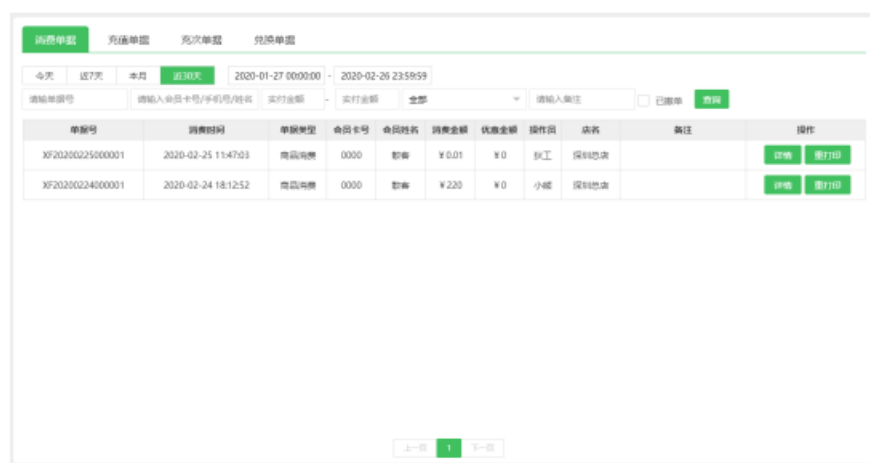 消费单据 充值单据 充次单据 兑换单据
今天 近7天 本月 近30天 2020-01-27 00:00:00 - 2020-02-26 23:59:59
请输单据号 请输入会员卡号/手机号/姓名 实付金额 - 实付金额 全部 请输入备注 已撤单 查询
单据号 消费时间 单据类型 会员卡号 会员姓名 消费金额 优惠金额 操作员 店名 备注 操作
XF20200225000001 2020-02-25 11:47:03 商品消费 0000 散客 ¥0.01 ¥0 工 深圳总店 详情 重打印
XF20200224000001 2020-02-24 18:12:52 商品消费 0000 散客 ¥220 ¥0 小 深圳总店 详情 重打印
上一页 1 下一页